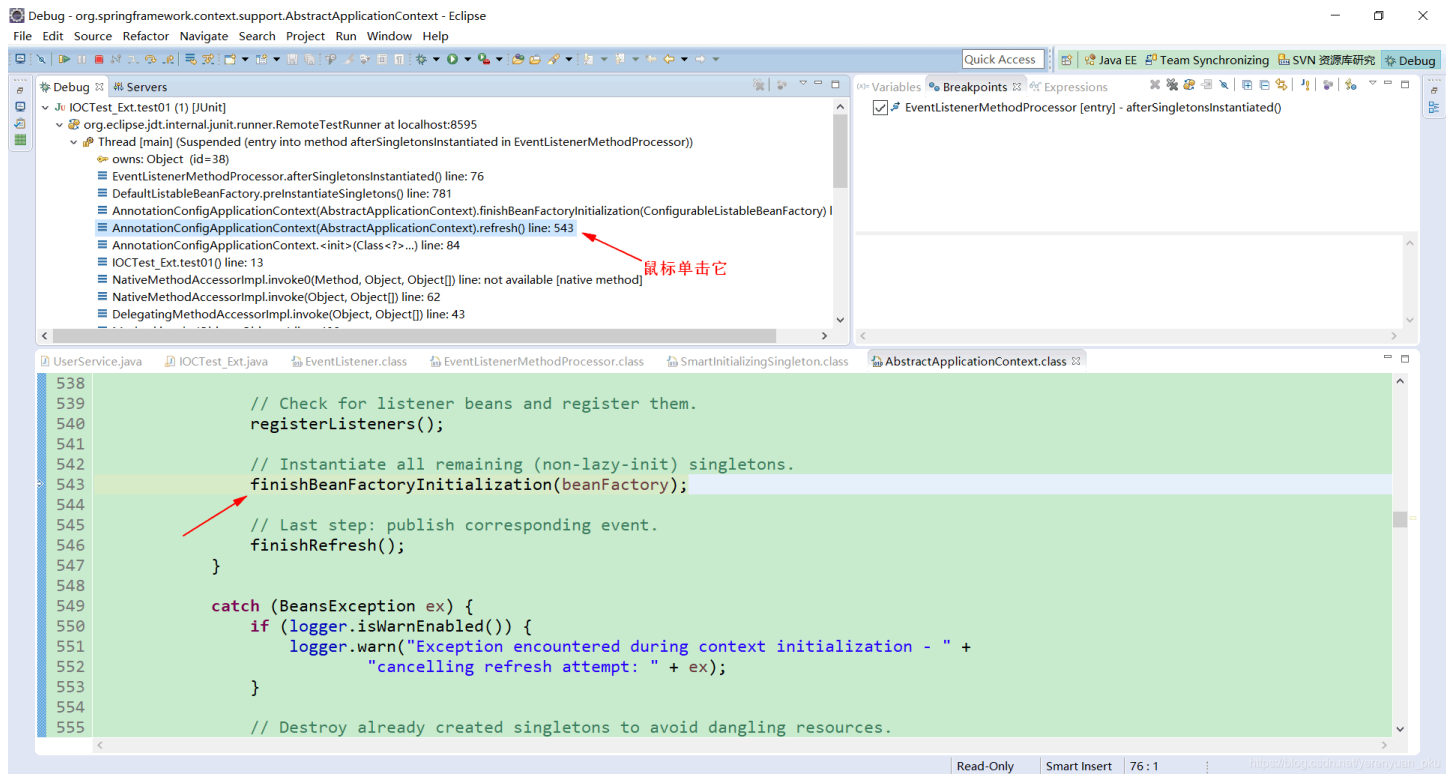 Debug - org.springframework.context.support.AbstractApplicationContext - Eclipse
File Edit Source Refactor Navigate Search Project Run Window Help
Quick Access Java EE Team Synchronizing SVN 资源库研究 Debug
Debug Servers
Variables Breakpoints Expressions
IOCTest_Ext.test01 (1) [JUnit]
org.eclipse.jdt.internal.junit.runner.RemoteTestRunner at localhost:8595
Thread [main] (Suspended (entry into method afterSingletonsInstantiated in EventListenerMethodProcessor))
owns: Object (id=38)
EventListenerMethodProcessor.afterSingletonsInstantiated() line: 76
DefaultListableBeanFactory.preInstantiateSingletons() line: 781
AnnotationConfigApplicationContext(AbstractApplicationContext).finishBeanFactoryInitialization(ConfigurableListableBeanFactory) l
AnnotationConfigApplicationContext(AbstractApplicationContext).refresh() line: 543
AnnotationConfigApplicationContext.<init>(Class<?>...) line: 84
IOCTest_Ext.test01() line: 13
NativeMethodAccessorImpl.invoke0(Method, Object, Object[]) line: not available [native method]
NativeMethodAccessorImpl.invoke(Object, Object[]) line: 62
DelegatingMethodAccessorImpl.invoke(Object, Object[]) line: 43
鼠标单击它
EventListenerMethodProcessor [entry] - afterSingletonsInstantiated()
UserService.java IOCTest_Ext.java EventListener.class EventListenerMethodProcessor.class SmartInitializingSingleton.class AbstractApplicationContext.class
538
539 // Check for listener beans and register them.
540 registerListeners();
541
542 // Instantiate all remaining (non-lazy-init) singletons.
543 finishBeanFactoryInitialization(beanFactory);
544
545 // Last step: publish corresponding event.
546 finishRefresh();
547 }
548
549 catch (BeansException ex) {
550 if (logger.isWarnEnabled()) {
551 logger.warn("Exception encountered during context initialization - " +
552 "cancelling refresh attempt: " + ex);
553 }
554
555 // Destroy already created singletons to avoid dangling resources.
Read-Only Smart Insert 76 : 1
https://blog.csdn.net/yerenyuan_pku